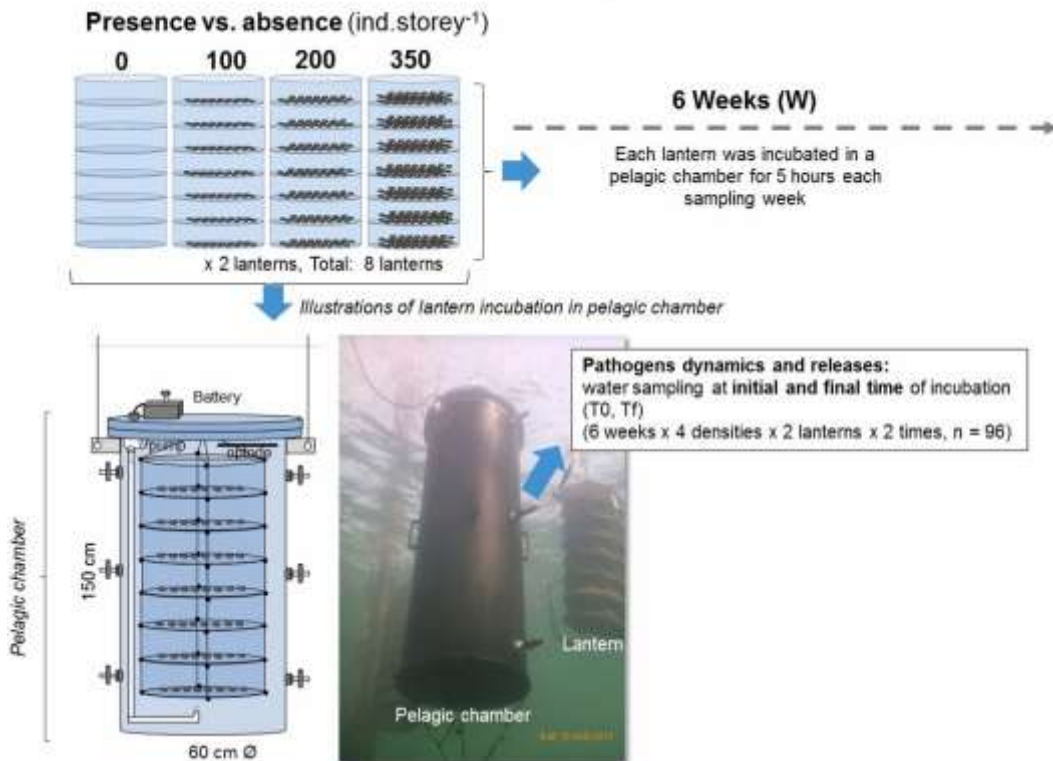 Presence vs. absence (ind.storey⁻¹)
0 100 200 350
x 2 lanterns, Total: 8 lanterns
6 Weeks (W)
Each lantern was incubated in a
pelagic chamber for 5 hours each
sampling week
Illustrations of lantern incubation in pelagic chamber
Battery
pump
optode
Pelagic chamber
150 cm
60 cm Ø
Pathogens dynamics and releases:
water sampling at initial and final time of incubation
(T0, Tf)
(6 weeks x 4 densities x 2 lanterns x 2 times, n = 96)
Lantern
Pelagic chamber